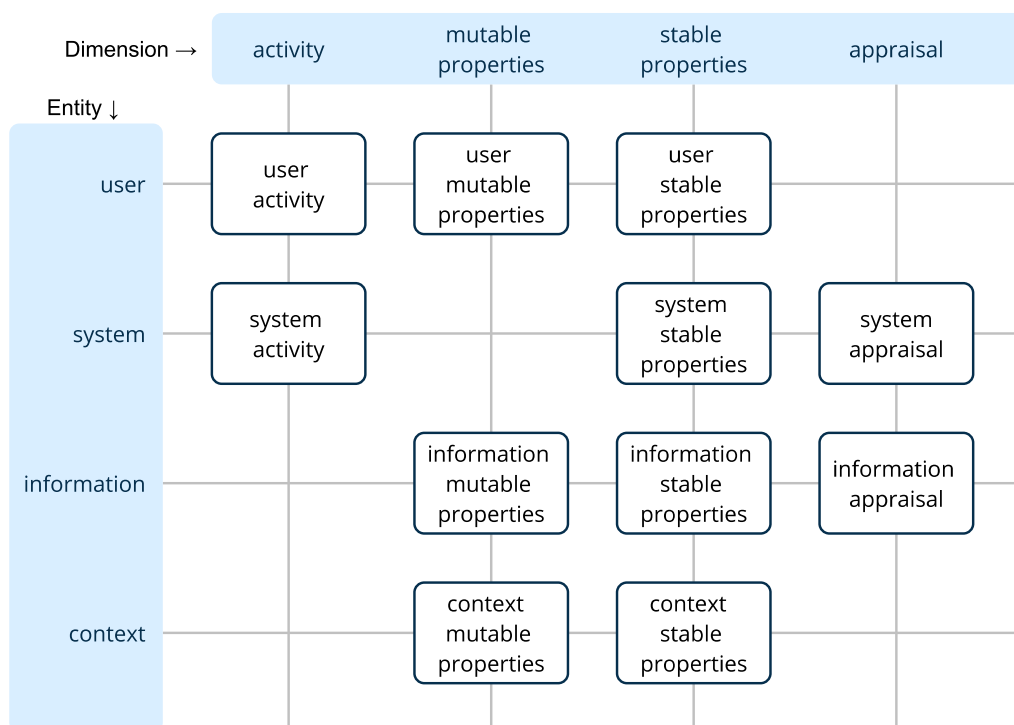 Dimension →
activity
mutable
properties
stable
properties
appraisal
Entity ↓
user
user
activity
user
mutable
properties
user
stable
properties
system
system
activity
system
stable
properties
system
appraisal
information
information
mutable
properties
information
stable
properties
information
appraisal
context
context
mutable
properties
context
stable
properties